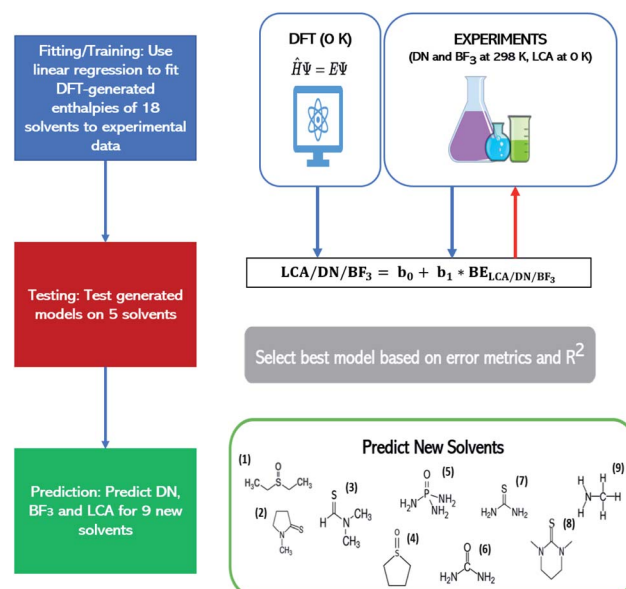 Fitting/Training: Use
linear regression to fit
DFT-generated
enthalpies of 18
solvents to experimental
data
DFT (0 K)
ĤΨ = EΨ
EXPERIMENTS
(DN and BF₃ at 298 K, LCA at 0 K)
LCA/DN/BF₃ = b₀ + b₁ * BE_LCA/DN/BF₃
Testing: Test generated
models on 5 solvents
Select best model based on error metrics and R²
Prediction: Predict DN,
BF₃ and LCA for 9 new
solvents
Predict New Solvents
(1)
O
S
H₃C
CH₃
(2)
N
S
CH₃
(3)
S
H
N
CH₃
CH₃
(4)
O
S
(5)
O
H₂N
P
NH₂
NH₂
(6)
O
H₂N
NH₂
(7)
S
H₂N
NH₂
(8)
S
N
N
(9)
H
H
N
C
H
H
H